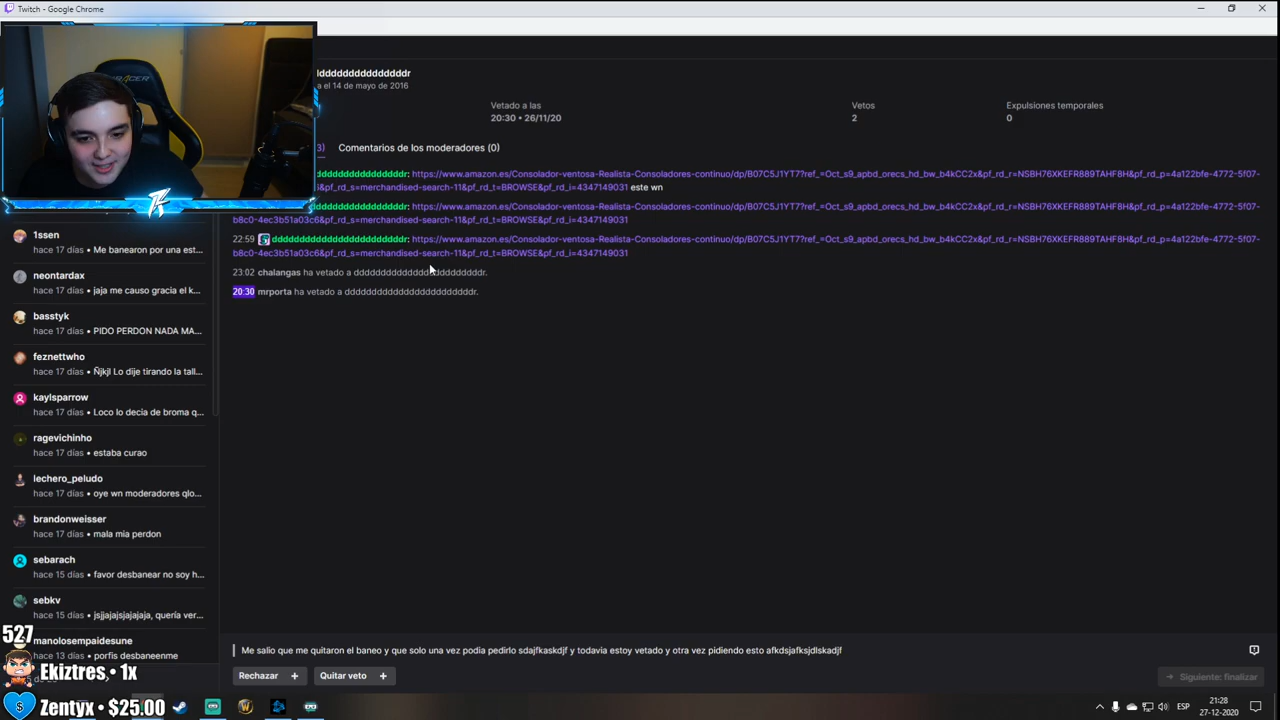 Twitch - Google Chrome
dddddddddddddddr
a el 14 de mayo de 2016
Vetado a las
20:30 • 26/11/20
Vetos
2
Expulsiones temporales
0
3)
Comentarios de los moderadores (0)
dddddddddddddddr: https://www.amazon.es/Consolador-ventosa-Realista-Consoladores-continuo/dp/B07C5J1YT7?ref_=Oct_s9_apbd_orecs_hd_bw_b4kCC2x&pf_rd_r=NSBH76XKEFR889TAHFBH&pf_rd_p=4a122bfe-4772-5f07-
&pf_rd_s=merchandised-search-11&pf_rd_t=BROWSE&pf_rd_i=4347149031 este wn
dddddddddddddddr: https://www.amazon.es/Consolador-ventosa-Realista-Consoladores-continuo/dp/B07C5J1YT7?ref_=Oct_s9_apbd_orecs_hd_bw_b4kCC2x&pf_rd_r=NSBH76XKEFR889TAHFBH&pf_rd_p=4a122bfe-4772-5f07-
b8c0-4ec3b51a03c6&pf_rd_s=merchandised-search-11&pf_rd_t=BROWSE&pf_rd_i=4347149031
22:59 ddddddddddddddddddddddddr: https://www.amazon.es/Consolador-ventosa-Realista-Consoladores-continuo/dp/B07C5J1YT7?ref_=Oct_s9_apbd_orecs_hd_bw_b4kCC2x&pf_rd_r=NSBH76XKEFR889TAHFBH&pf_rd_p=4a122bfe-4772-5f07-
b8c0-4ec3b51a03c6&pf_rd_s=merchandised-search-11&pf_rd_t=BROWSE&pf_rd_i=4347149031
23:02 chalangas ha vetado a ddddddddddddddddddddddddr.
20:30 mrporta ha vetado a ddddddddddddddddddddddddr.
1ssen
hace 17 días • Me banearon por una est...
neontardax
hace 17 días • jaja me causo gracia el k...
basstyk
hace 17 días • PIDO PERDON NADA MA...
feznettwho
hace 17 días • Ñjkjl Lo dije tirando la tall...
kaylsparrow
hace 17 días • Loco lo decia de broma q...
ragevichinho
hace 17 días • estaba curao
lechero_peludo
hace 17 días • oye wn moderadores qlo...
brandonweisser
hace 17 días • mala mia perdon
sebarach
hace 15 días • favor desbanear no soy h...
sebkv
hace 15 días • jsjjajajsjajajaja, quería ver...
manolosempaidesune
hace 13 días • porfis desbaneenme
527
Ekiztres • 1x
Zentyx • $25.00
Me salio que me quitaron el baneo y que solo una vez podia pedirlo sdajfkaskdjf y todavia estoy vetado y otra vez pidiendo esto afkdsjafksjdlskadjf
Rechazar +
Quitar veto +
Siguiente: finalizar
ESP
21:28
27-12-2020